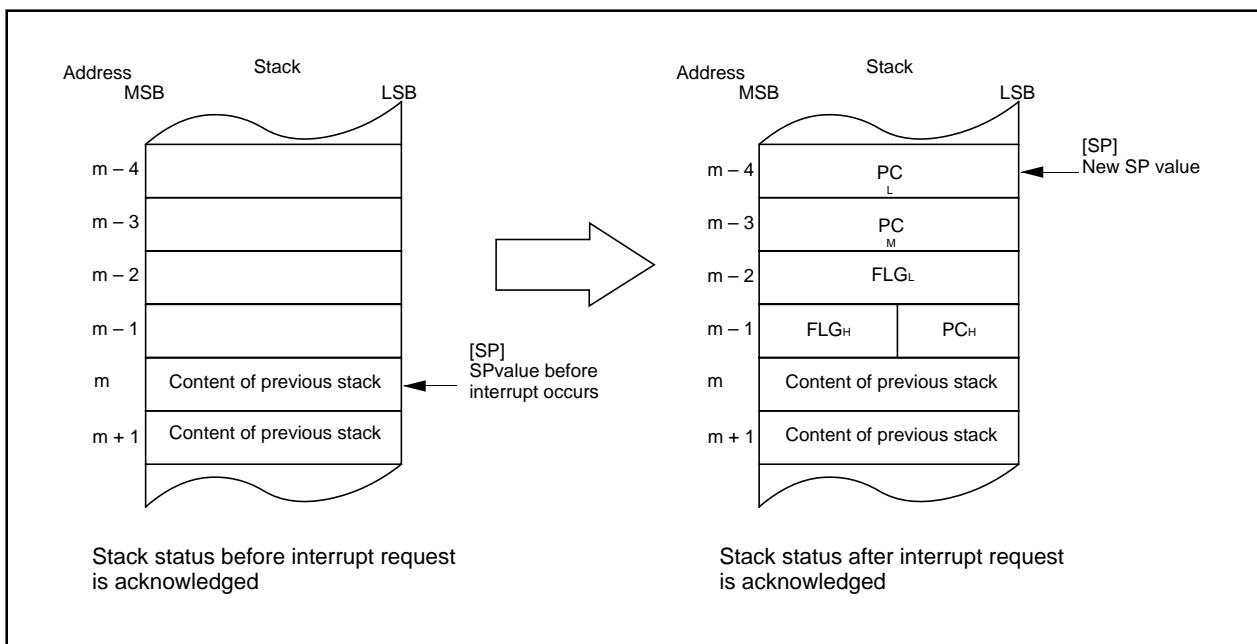 Address
Stack
MSB
LSB
m – 4
m – 3
m – 2
m – 1
m
Content of previous stack
m + 1
Content of previous stack
[SP]
SPvalue before
interrupt occurs
Stack status before interrupt request
is acknowledged
Address
Stack
MSB
LSB
m – 4
PC
L
[SP]
New SP value
m – 3
PC
M
m – 2
FLGL
m – 1
FLGH
PCH
m
Content of previous stack
m + 1
Content of previous stack
Stack status after interrupt request
is acknowledged